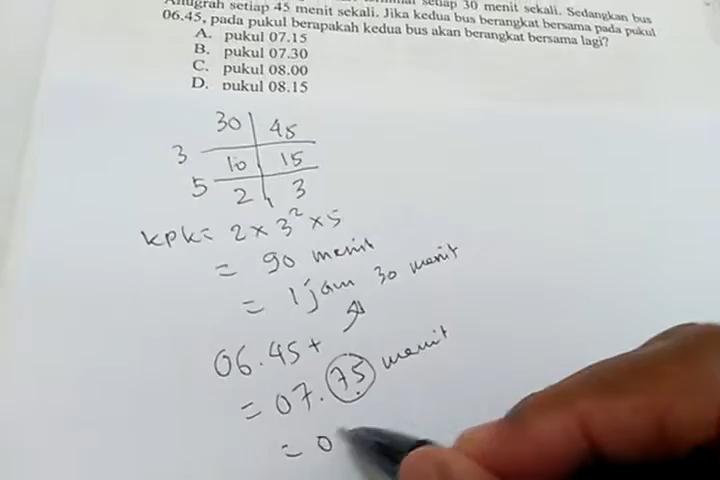 Anugrah setiap 45 menit sekali. Jika kedua bus berangkat bersama pada pukul
setiap 30 menit sekali. Sedangkan bus
06.45, pada pukul berapakah kedua bus akan berangkat bersama lagi?
A. pukul 07.15
B. pukul 07.30
C. pukul 08.00
D. pukul 08.15
30 | 45
3 10 | 15
5 2 | 3
kpk = 2 x 3² x 5
= 90 menit
= 1 jam 30 menit
06.45 +
= 07.75 menit
= 0